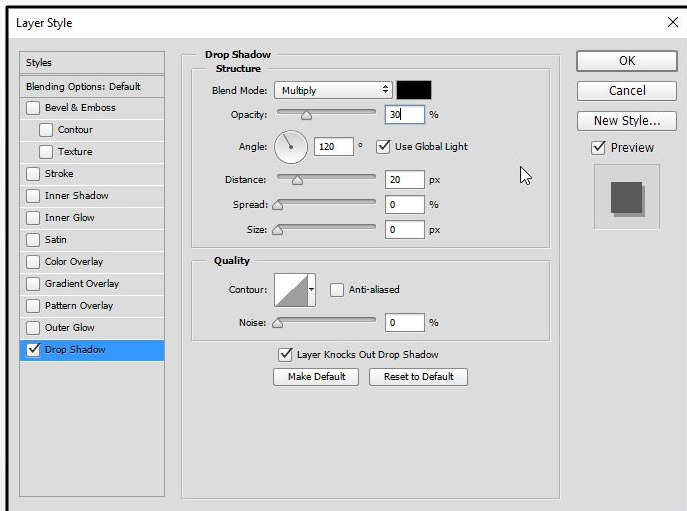 Layer Style
Styles
Blending Options: Default
Bevel & Emboss
Contour
Texture
Stroke
Inner Shadow
Inner Glow
Satin
Color Overlay
Gradient Overlay
Pattern Overlay
Outer Glow
Drop Shadow
Drop Shadow
Structure
Blend Mode: Multiply
Opacity: 30 %
Angle: 120 ° Use Global Light
Distance: 20 px
Spread: 0 %
Size: 0 px
Quality
Contour: Anti-aliased
Noise: 0 %
Layer Knocks Out Drop Shadow
Make Default Reset to Default
OK
Cancel
New Style...
Preview